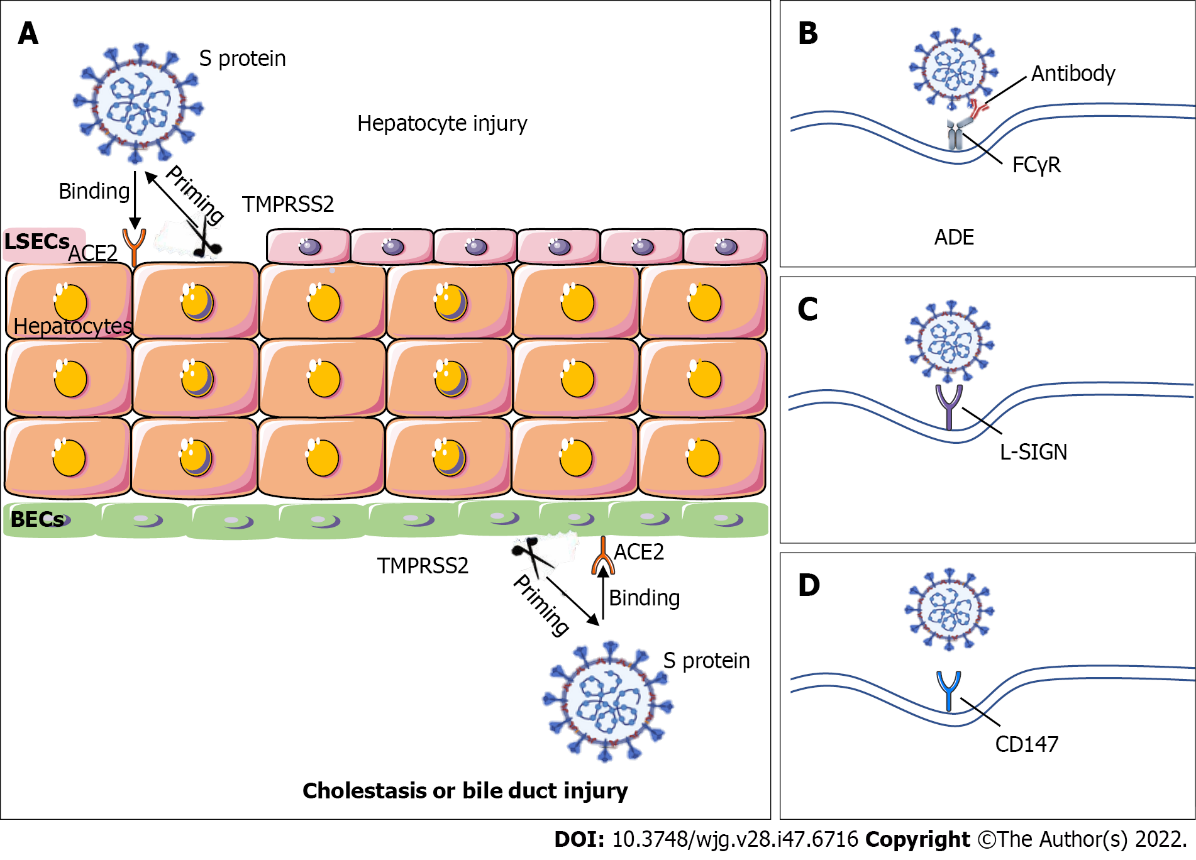 A
S protein
Hepatocyte injury
Binding
Priming
TMPRSS2
LSECs
ACE2
Hepatocytes
BECs
TMPRSS2
ACE2
Priming
Binding
S protein
Cholestasis or bile duct injury
B
Antibody
FCγR
ADE
C
L-SIGN
D
CD147
DOI: 10.3748/wjg.v28.i47.6716 Copyright ©The Author(s) 2022.